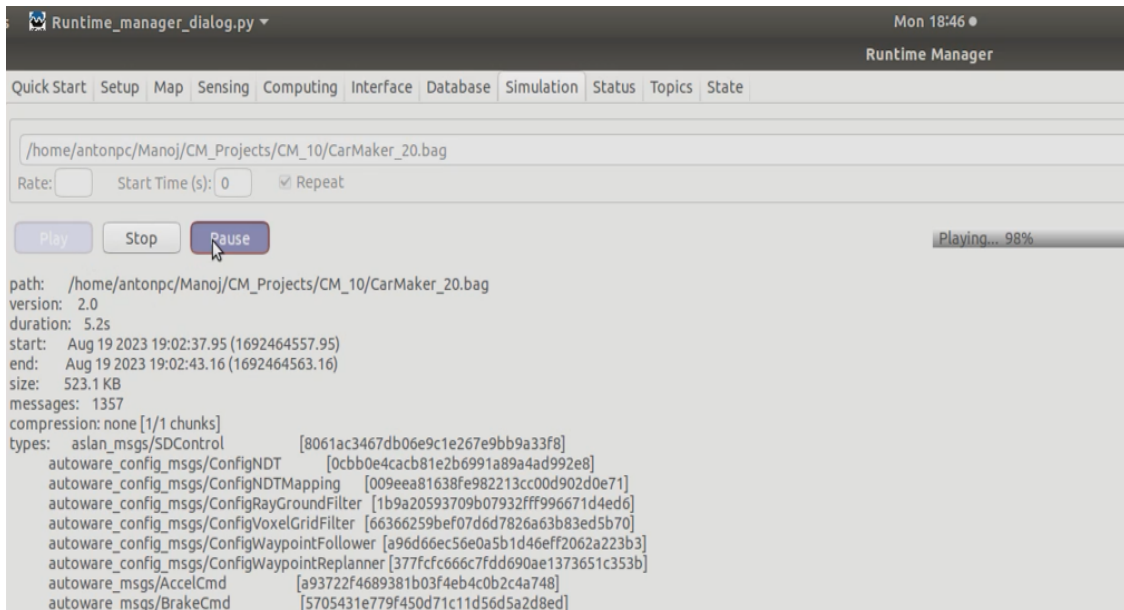 Runtime_manager_dialog.py
Mon 18:46
Runtime Manager
Quick Start Setup Map Sensing Computing Interface Database Simulation Status Topics State
/home/antonpc/Manoj/CM_Projects/CM_10/CarMaker_20.bag
Rate: Start Time (s): 0 Repeat
Play Stop Pause Playing... 98%
path: /home/antonpc/Manoj/CM_Projects/CM_10/CarMaker_20.bag
version: 2.0
duration: 5.2s
start: Aug 19 2023 19:02:37.95 (1692464557.95)
end: Aug 19 2023 19:02:43.16 (1692464563.16)
size: 523.1 KB
messages: 1357
compression: none [1/1 chunks]
types: aslan_msgs/SDControl [8061ac3467db06e9c1e267e9bb9a33f8]
autoware_config_msgs/ConfigNDT [0cbb0e4cacb81e2b6991a89a4ad992e8]
autoware_config_msgs/ConfigNDTMapping [009eea81638fe982213cc00d902d0e71]
autoware_config_msgs/ConfigRayGroundFilter [1b9a20593709b07932fff996671d4ed6]
autoware_config_msgs/ConfigVoxelGridFilter [66366259bef07d6d7826a63b83ed5b70]
autoware_config_msgs/ConfigWaypointFollower [a96d66ec56e0a5b1d46eff2062a223b3]
autoware_config_msgs/ConfigWaypointReplanner [377fcfc666c7fdd690ae1373651c353b]
autoware_msgs/AccelCmd [a93722f4689381b03f4eb4c0b2c4a748]
autoware_msgs/BrakeCmd [5705431e779f450d71c11d56d5a2d8ed]